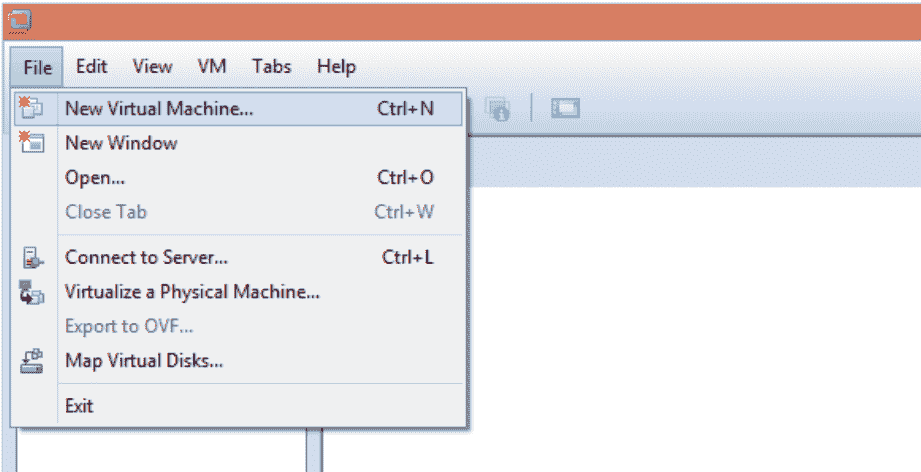 File Edit View VM Tabs Help
New Virtual Machine... Ctrl+N
New Window
Open... Ctrl+O
Close Tab Ctrl+W
Connect to Server... Ctrl+L
Virtualize a Physical Machine...
Export to OVF...
Map Virtual Disks...
Exit